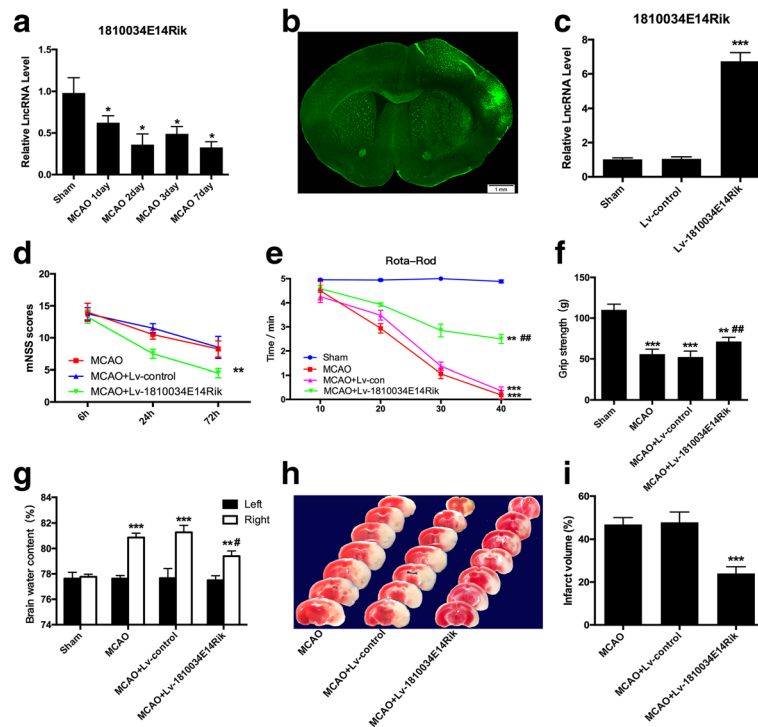 a
1810034E14Rik
Relative LncRNA Level
1.5
1.0
0.5
0.0
*
*
*
*
Sham
MCAO 1day
MCAO 2day
MCAO 3day
MCAO 7day
b
1 mm
c
1810034E14Rik
Relative LncRNA Level
8
6
4
2
0
***
Sham
Lv-control
Lv-1810034E14Rik
d
mNSS scores
20
15
10
5
0
MCAO
MCAO+Lv-control
MCAO+Lv-1810034E14Rik
**
6h
24h
72h
e
Rota–Rod
Time / min
5
4
3
2
1
0
Sham
MCAO
MCAO+Lv-con
MCAO+Lv-1810034E14Rik
** ##
***
***
10
20
30
40
f
Grip strength (g)
150
100
50
0
***
***
** ##
Sham
MCAO
MCAO+Lv-control
MCAO+Lv-1810034E14Rik
g
Brain water content (%)
84
82
80
78
76
74
Left
Right
***
***
**#
Sham
MCAO
MCAO+Lv-control
MCAO+Lv-1810034E14Rik
h
MCAO
MCAO+Lv-control
MCAO+Lv-1810034E14Rik
i
Infarct volume (%)
60
40
20
0
***
MCAO
MCAO+Lv-control
MCAO+Lv-1810034E14Rik